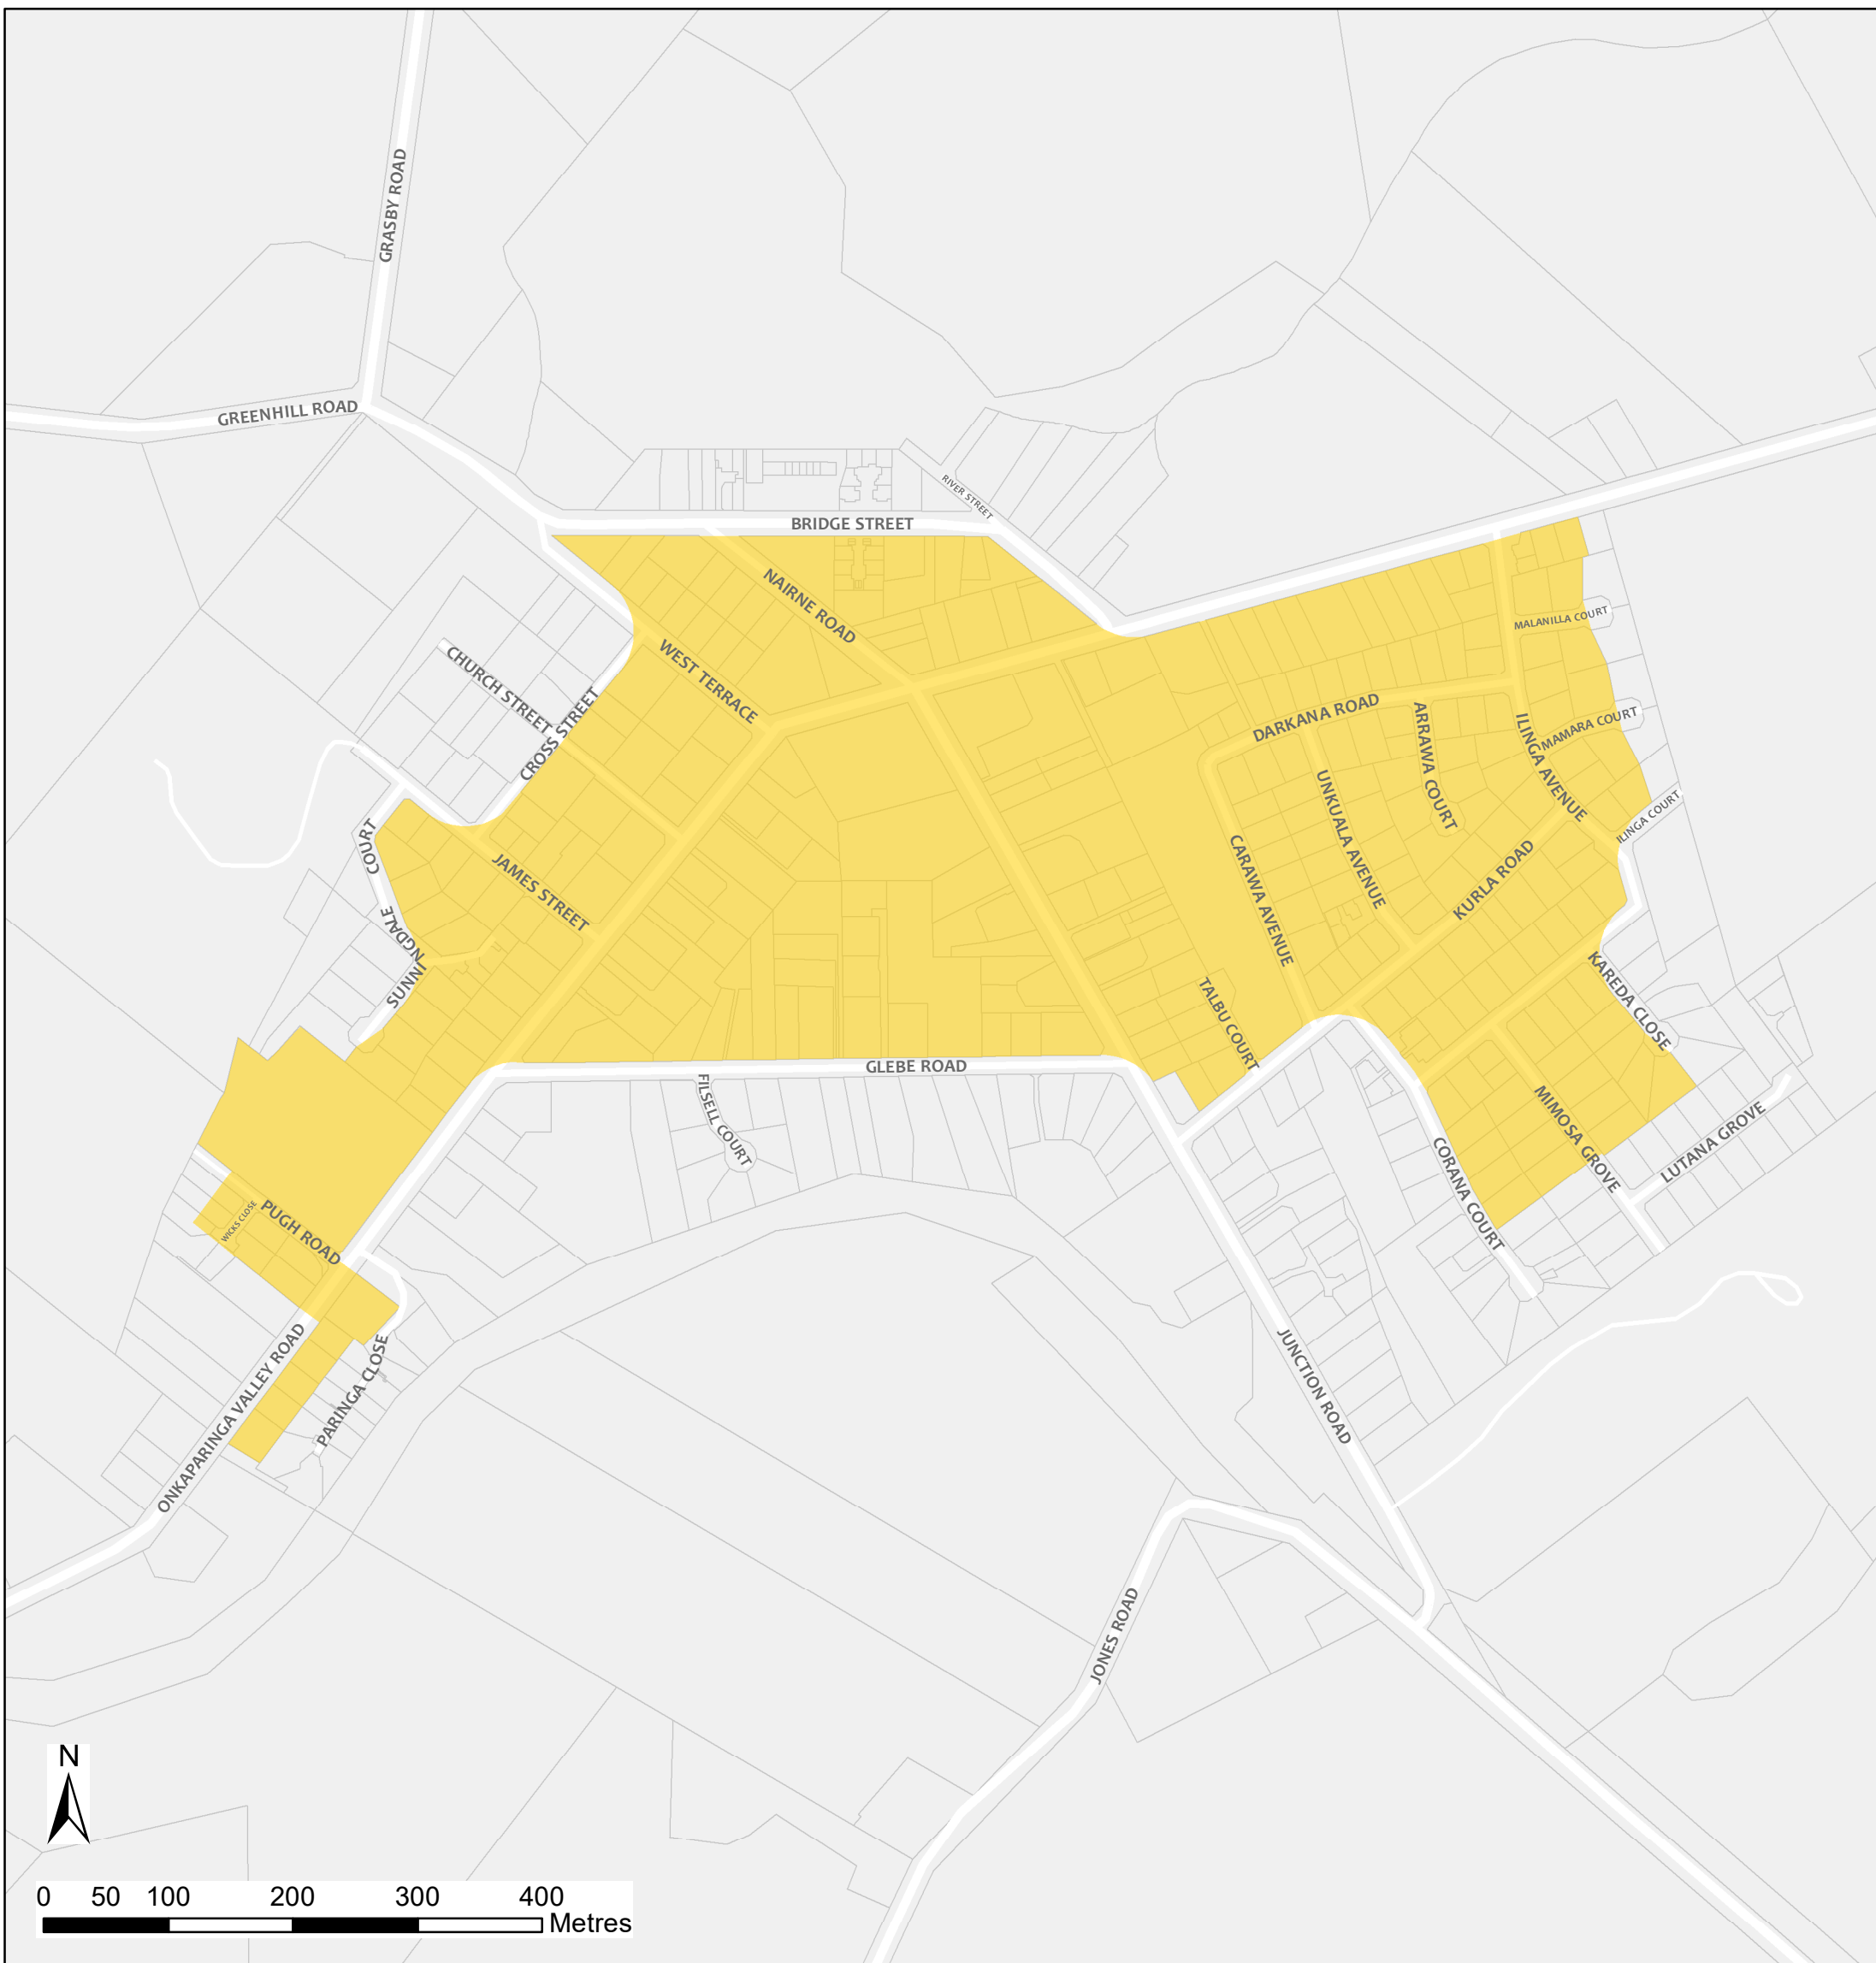 GRASBY ROAD
GREENHILL ROAD
RIVER STREET
BRIDGE STREET
NAIRNE ROAD
MALANILLA COURT
CHURCH STREET
WEST TERRACE
CROSS STREET
DARKANA ROAD
ARRAWA COURT
ILINGA AVENUE
MAMARA COURT
UNKUALA AVENUE
ILINGA COURT
SUNNINGDALE COURT
JAMES STREET
CARAWA AVENUE
KURLA ROAD
KAREDA CLOSE
TALBU COURT
GLEBE ROAD
FILSELL COURT
MIMOSA GROVE
LUTANA GROVE
CORANA COURT
WICKS CLOSE
PUGH ROAD
PARINGA CLOSE
ONKAPARINGA VALLEY ROAD
JUNCTION ROAD
JONES ROAD
N
0 50 100 200 300 400
Metres